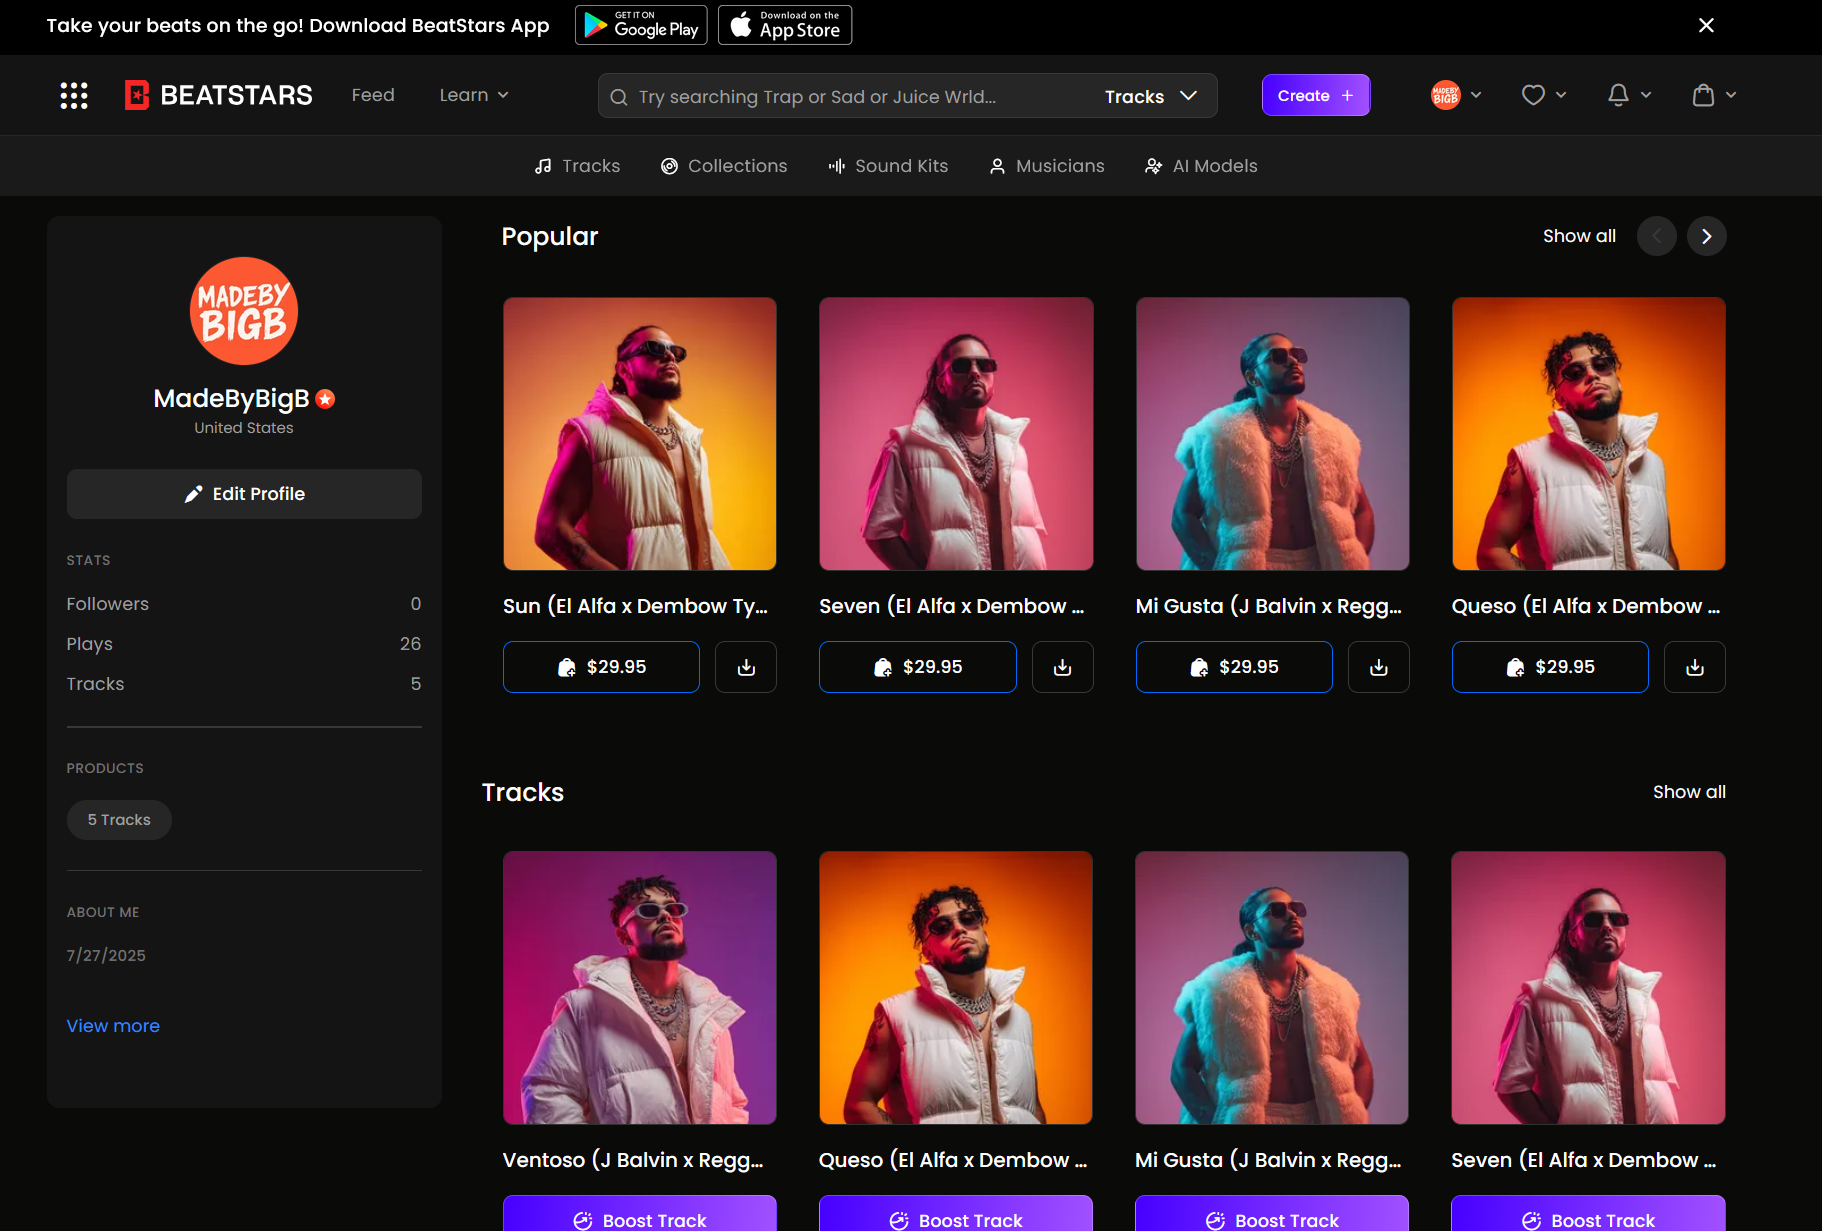 Take your beats on the go! Download BeatStars App
GET IT ON
Google Play
Download on the
App Store
BEATSTARS
Feed
Learn
Try searching Trap or Sad or Juice Wrld...
Tracks
Create +
MADEBY
BIGB
Tracks
Collections
Sound Kits
Musicians
AI Models
MADEBY
BIGB
MadeByBigB
United States
Edit Profile
STATS
Followers 0
Plays 26
Tracks 5
PRODUCTS
5 Tracks
ABOUT ME
7/27/2025
View more
Popular
Show all
Sun (El Alfa x Dembow Ty...
Seven (El Alfa x Dembow ...
Mi Gusta (J Balvin x Regg...
Queso (El Alfa x Dembow ...
$29.95
$29.95
$29.95
$29.95
Tracks
Show all
Ventoso (J Balvin x Regg...
Queso (El Alfa x Dembow ...
Mi Gusta (J Balvin x Regg...
Seven (El Alfa x Dembow ...
Boost Track
Boost Track
Boost Track
Boost Track